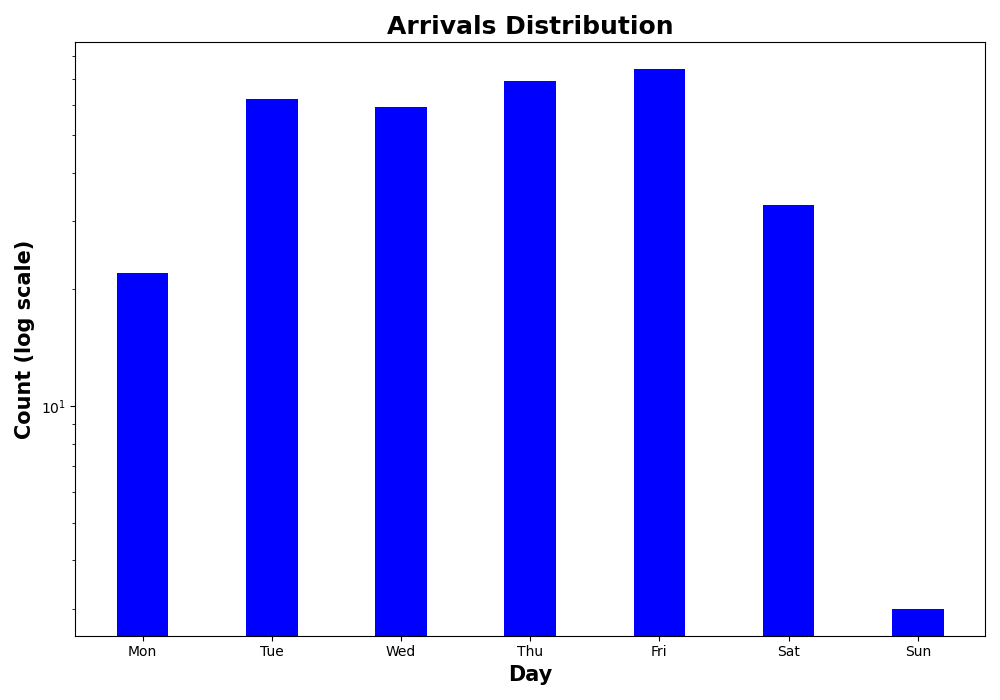 Arrivals Distribution
Count (log scale)
10¹
Mon Tue Wed Thu Fri Sat Sun
Day